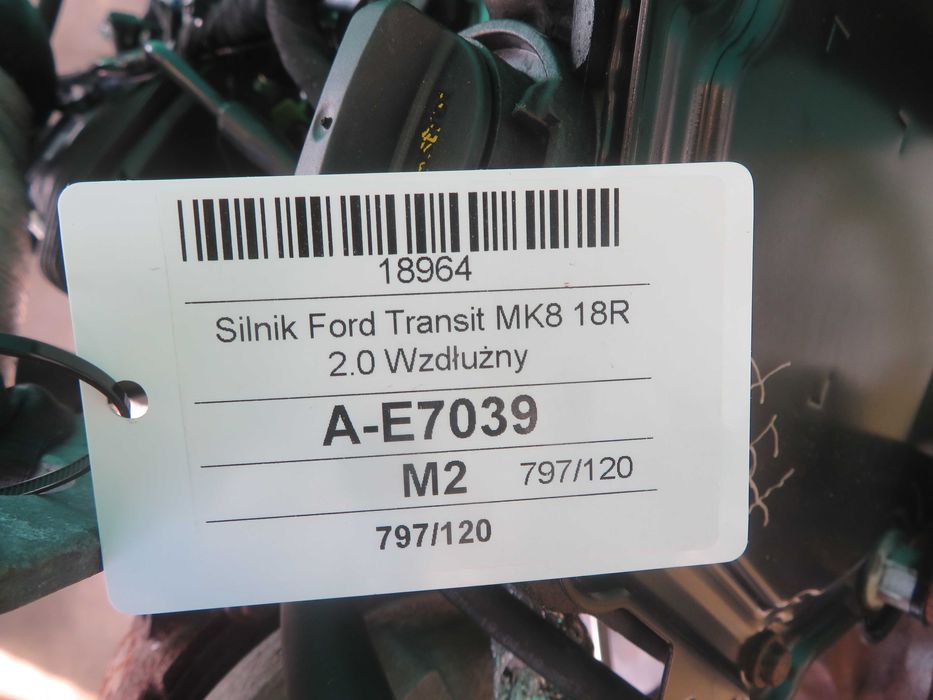 18964
Silnik Ford Transit MK8 18R
2.0 Wzdłużny
A-E7039
M2 797/120
797/120